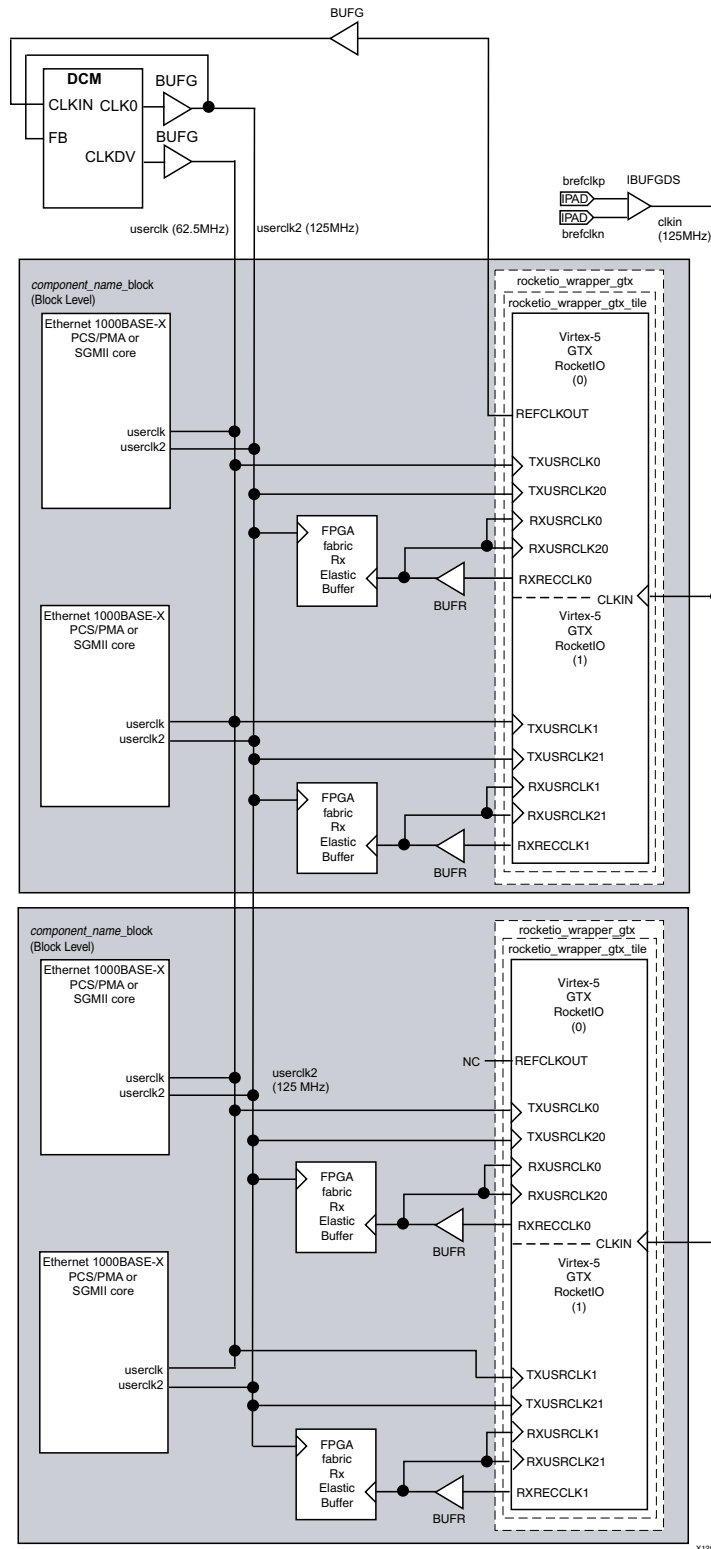 BUFG
DCM
CLKIN CLK0
BUFG
FB
BUFG
CLKDV
userclk (62.5MHz)
userclk2 (125MHz)
brefclkp
IPAD
IPAD
brefclkn
IBUFGDS
clkin
(125MHz)
component_name_block
(Block Level)
Ethernet 1000BASE-X
PCS/PMA or
SGMII core
userclk
userclk2
rocketio_wrapper_gtx
rocketio_wrapper_gtx_tile
Virtex-5
GTX
RocketIO
(0)
REFCLKOUT
TXUSRCLK0
TXUSRCLK20
RXUSRCLK0
RXUSRCLK20
RXRECCLK0
FPGA
fabric
Rx
Elastic
Buffer
BUFR
CLKIN
Ethernet 1000BASE-X
PCS/PMA or
SGMII core
userclk
userclk2
Virtex-5
GTX
RocketIO
(1)
TXUSRCLK1
TXUSRCLK21
RXUSRCLK1
RXUSRCLK21
RXRECCLK1
FPGA
fabric
Rx
Elastic
Buffer
BUFR
component_name_block
(Block Level)
Ethernet 1000BASE-X
PCS/PMA or
SGMII core
userclk
userclk2
userclk2
(125 MHz)
rocketio_wrapper_gtx
rocketio_wrapper_gtx_tile
Virtex-5
GTX
RocketIO
(0)
NC
REFCLKOUT
TXUSRCLK0
TXUSRCLK20
RXUSRCLK0
RXUSRCLK20
RXRECCLK0
FPGA
fabric
Rx
Elastic
Buffer
BUFR
CLKIN
Ethernet 1000BASE-X
PCS/PMA or
SGMII core
userclk
userclk2
Virtex-5
GTX
RocketIO
(1)
TXUSRCLK1
TXUSRCLK21
RXUSRCLK1
RXUSRCLK21
RXRECCLK1
FPGA
fabric
Rx
Elastic
Buffer
BUFR